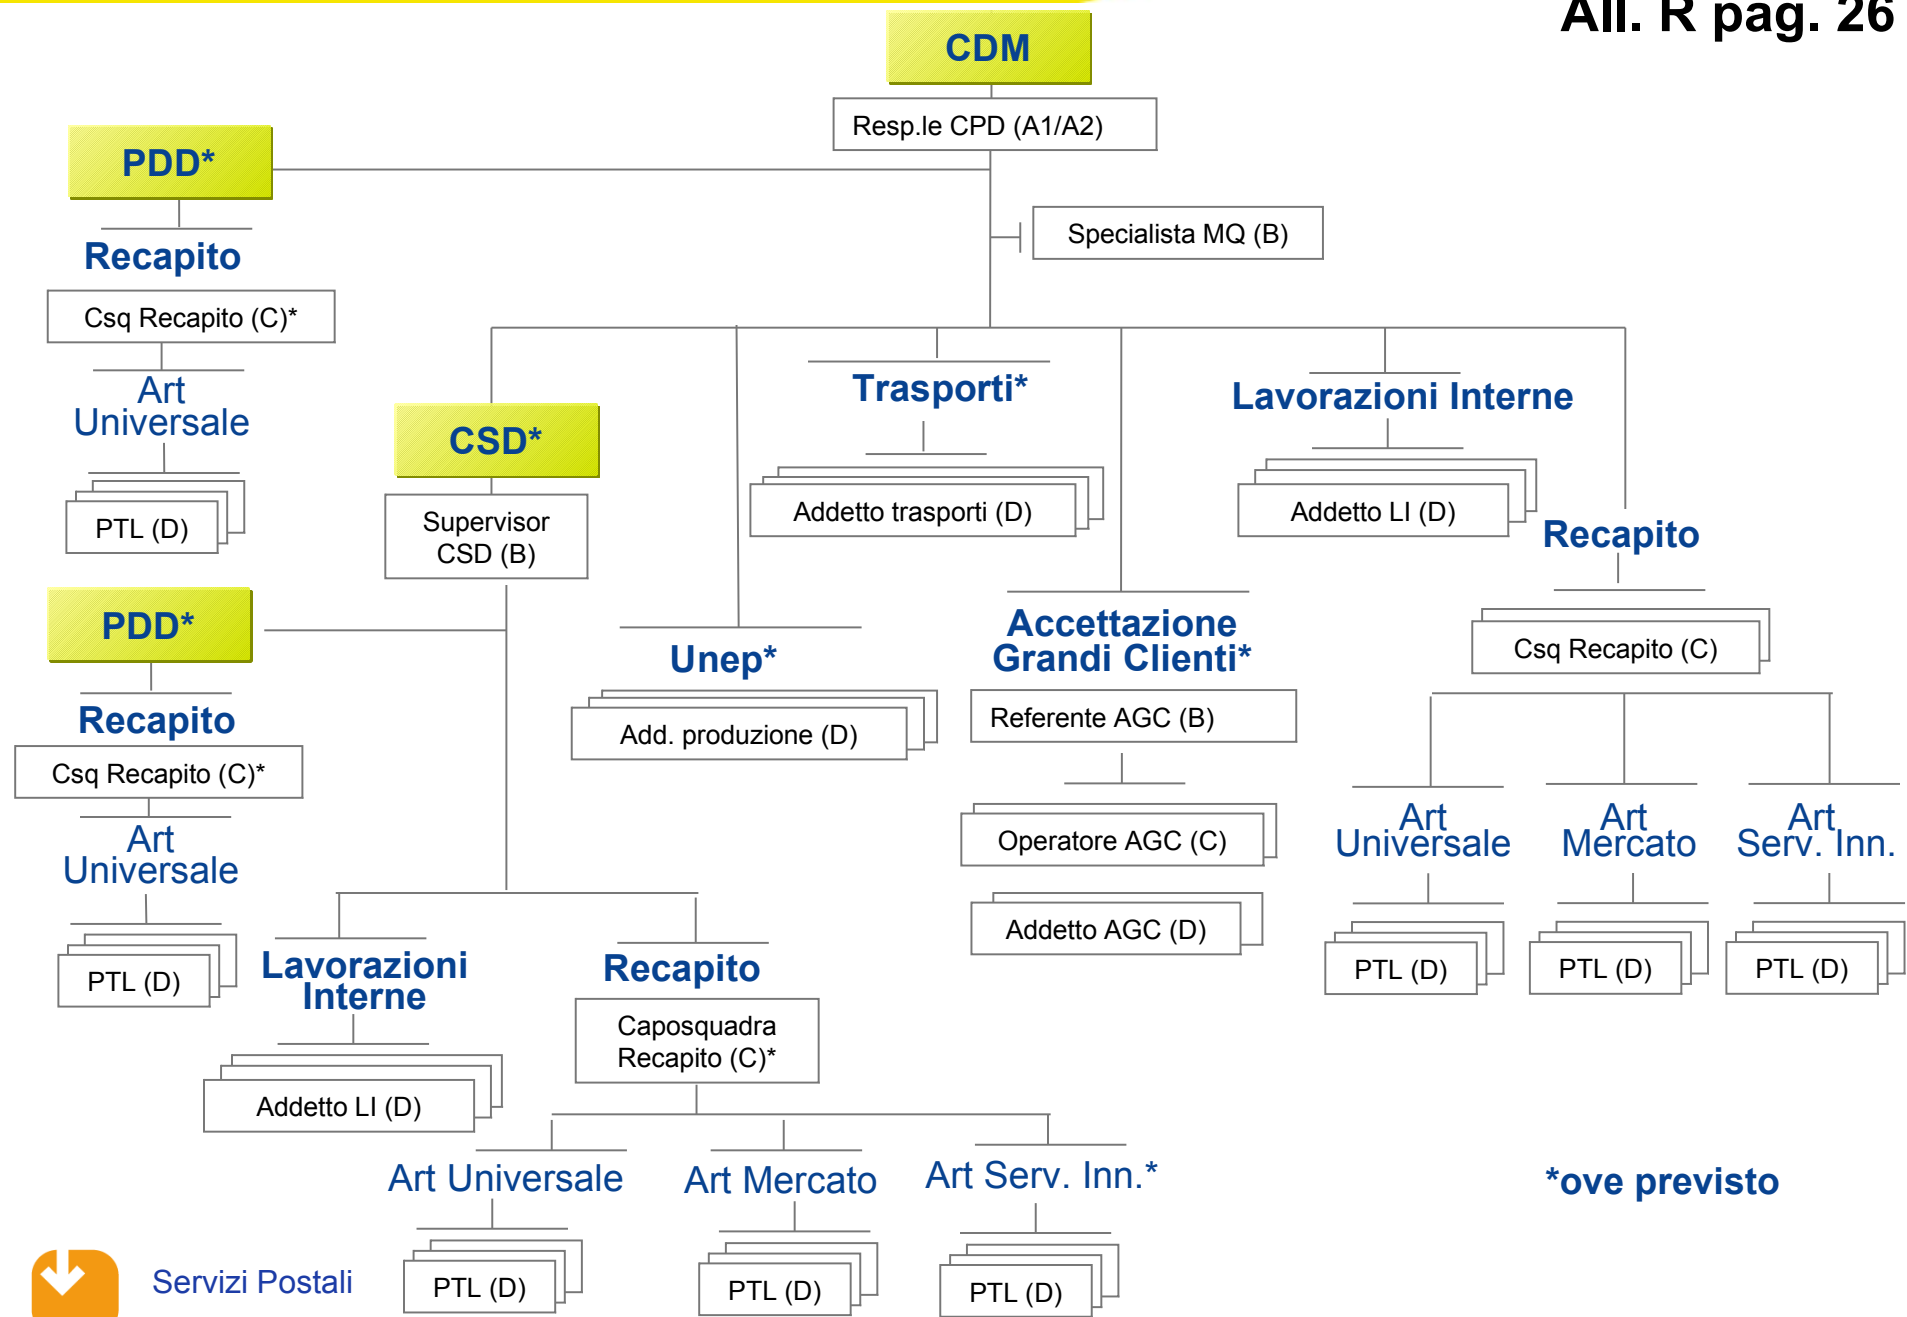 All. R pag. 26
CDM
Resp.le CPD (A1/A2)
PDD*
Recapito
Csq Recapito (C)*
Art
Universale
PTL (D)
Specialista MQ (B)
CSD*
Supervisor
CSD (B)
Trasporti*
Addetto trasporti (D)
Lavorazioni Interne
Addetto LI (D)
Recapito
Csq Recapito (C)
PDD*
Recapito
Csq Recapito (C)*
Art
Universale
PTL (D)
Unep*
Add. produzione (D)
Accettazione
Grandi Clienti*
Referente AGC (B)
Operatore AGC (C)
Addetto AGC (D)
Art
Universale
PTL (D)
Art
Mercato
PTL (D)
Art
Serv. Inn.
PTL (D)
Lavorazioni
Interne
Addetto LI (D)
Recapito
Caposquadra
Recapito (C)*
Art Universale
PTL (D)
Art Mercato
PTL (D)
Art Serv. Inn.*
PTL (D)
*ove previsto
Servizi Postali